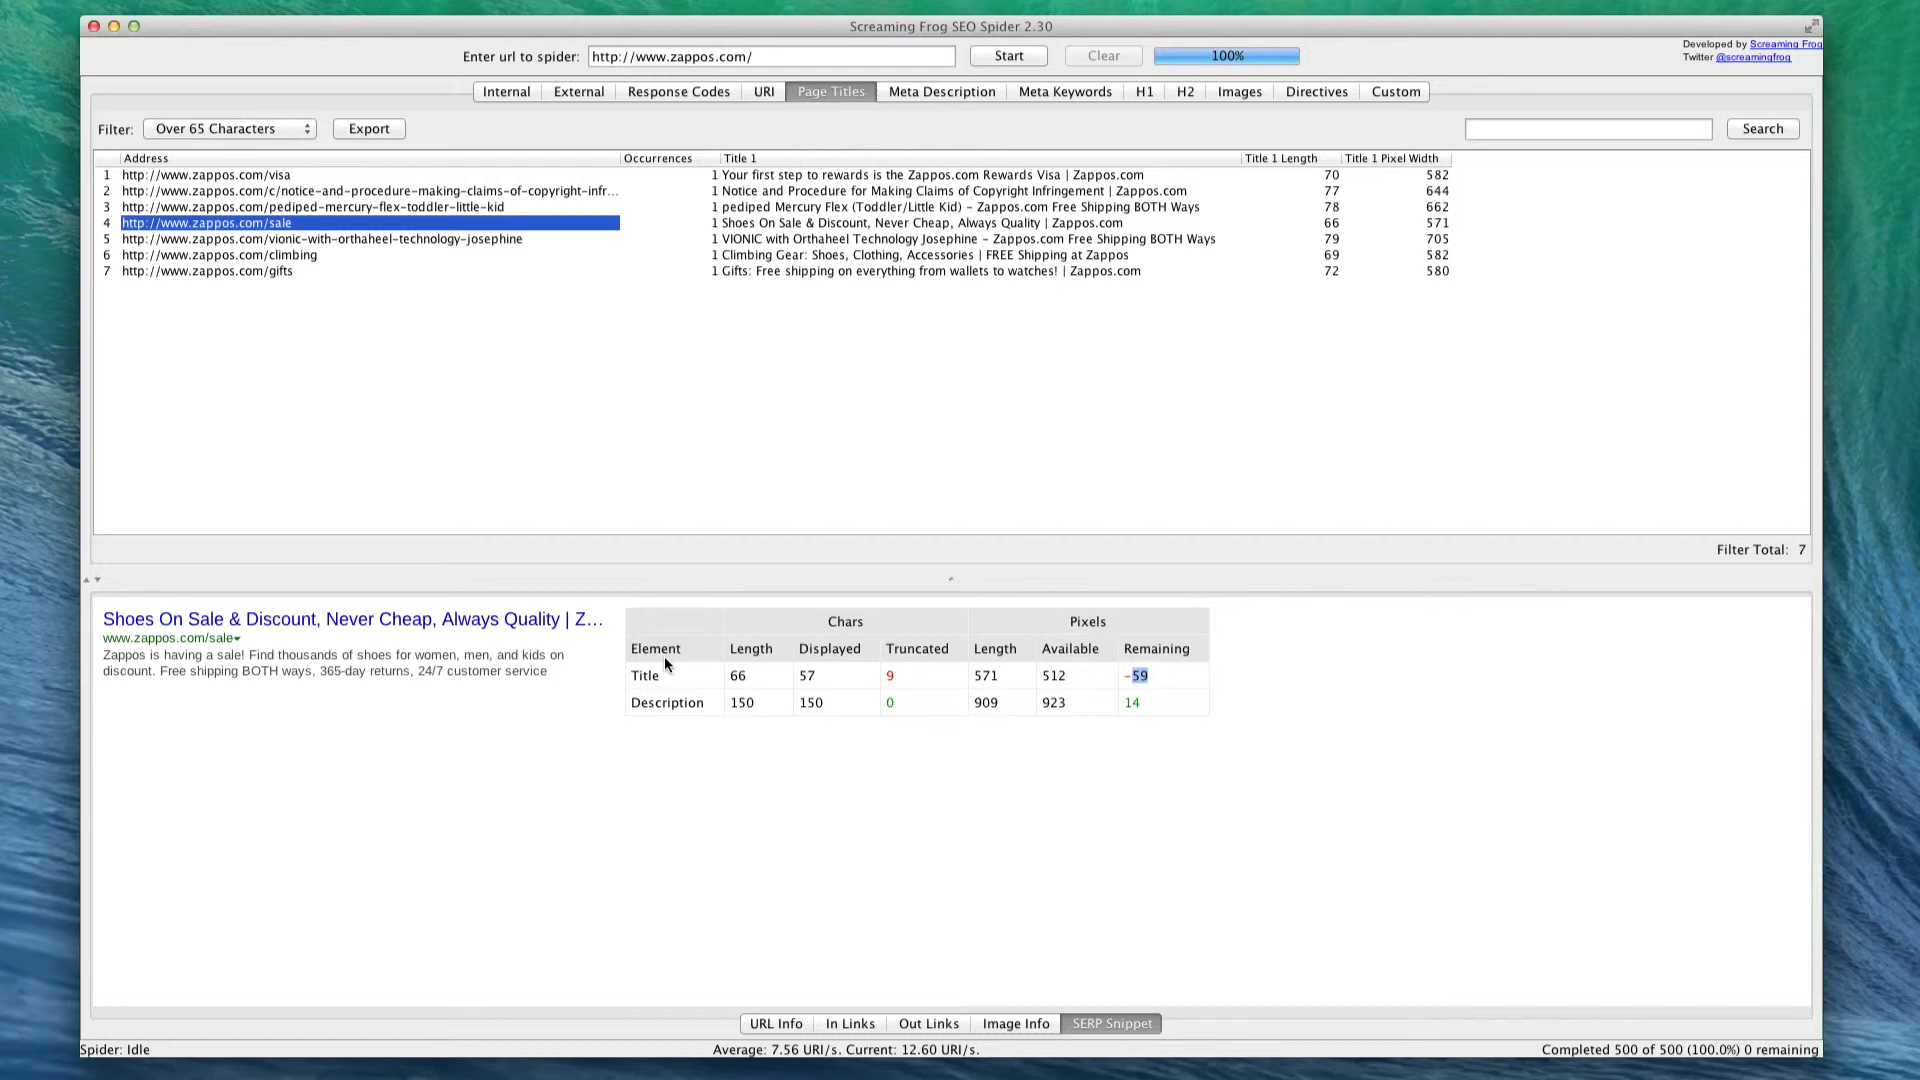 Screaming Frog SEO Spider 2.30
Enter url to spider: http://www.zappos.com/ Start Clear 100%
Developed by Screaming Frog
Twitter @screamingfrog
Internal External Response Codes URI Page Titles Meta Description Meta Keywords H1 H2 Images Directives Custom
Filter: Over 65 Characters Export Search
Address Occurrences Title 1 Title 1 Length Title 1 Pixel Width
1 http://www.zappos.com/visa 1 Your first step to rewards is the Zappos.com Rewards Visa | Zappos.com 70 582
2 http://www.zappos.com/c/notice-and-procedure-making-claims-of-copyright-infr... 1 Notice and Procedure for Making Claims of Copyright Infringement | Zappos.com 77 644
3 http://www.zappos.com/pediped-mercury-flex-toddler-little-kid 1 pediped Mercury Flex (Toddler/Little Kid) - Zappos.com Free Shipping BOTH Ways 78 662
4 http://www.zappos.com/sale 1 Shoes On Sale & Discount, Never Cheap, Always Quality | Zappos.com 66 571
5 http://www.zappos.com/vionic-with-orthaheel-technology-josephine 1 VIONIC with Orthaheel Technology Josephine - Zappos.com Free Shipping BOTH Ways 79 705
6 http://www.zappos.com/climbing 1 Climbing Gear: Shoes, Clothing, Accessories | FREE Shipping at Zappos 69 582
7 http://www.zappos.com/gifts 1 Gifts: Free shipping on everything from wallets to watches! | Zappos.com 72 580
Filter Total: 7
Shoes On Sale & Discount, Never Cheap, Always Quality | Z...
www.zappos.com/sale
Zappos is having a sale! Find thousands of shoes for women, men, and kids on
discount. Free shipping BOTH ways, 365-day returns, 24/7 customer service
Chars Pixels
Element Length Displayed Truncated Length Available Remaining
Title 66 57 9 571 512 -59
Description 150 150 0 909 923 14
URL Info In Links Out Links Image Info SERP Snippet
Spider: Idle Average: 7.56 URI/s. Current: 12.60 URI/s. Completed 500 of 500 (100.0%) 0 remaining